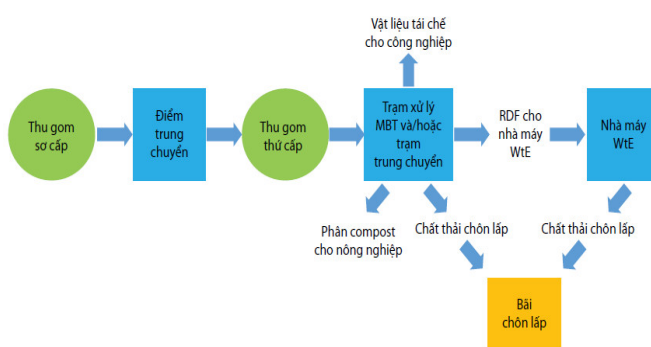 Vật liệu tái chế
cho công nghiệp
Thu gom
sơ cấp
Điểm
trung
chuyển
Thu gom
thứ cấp
Trạm xử lý
MBT và/hoặc
trạm
trung chuyển
RDF cho
nhà máy
WtE
Nhà máy
WtE
Phân compost
cho nông nghiệp
Chất thải chôn lấp
Chất thải chôn lấp
Bãi
chôn lấp